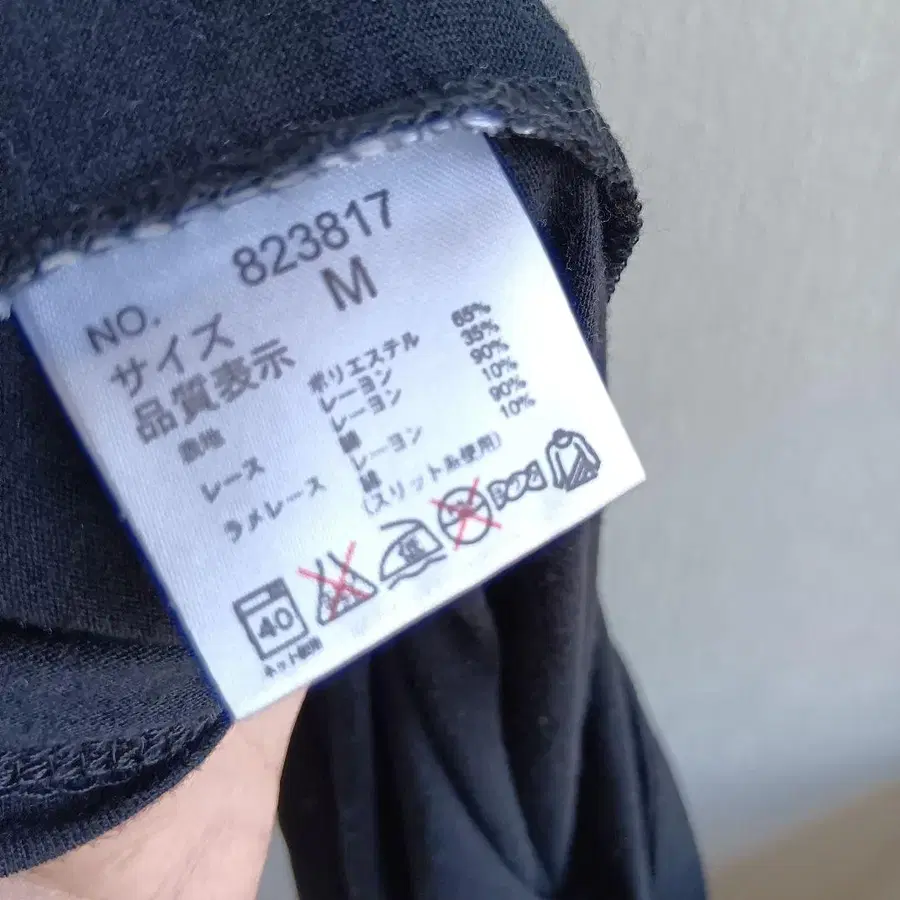 NO. 823817
サイズ M
品質表示
表地 ポリエステル 65%
レーヨン 35%
レース レーヨン 90%
綿 10%
ラメレース レーヨン 90%
綿 10%
(スリット糸使用)
40 低
ネット使用